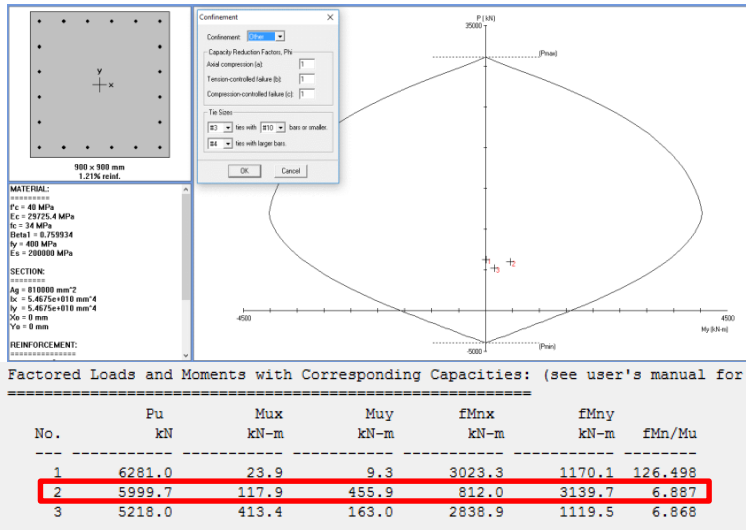 y
x
900 x 900 mm
1.21% reinf.
MATERIAL:
=========
f'c = 40 MPa
Ec = 29725.4 MPa
fc = 34 MPa
Beta1 = 0.759934
fy = 400 MPa
Es = 200000 MPa
SECTION:
========
Ag = 810000 mm^2
Ix = 5.4675e+010 mm^4
Iy = 5.4675e+010 mm^4
Xo = 0 mm
Yo = 0 mm
REINFORCEMENT:
Confinement
Confinement: Other
Capacity Reduction Factors, Phi
Axial compression (a): 1
Tension-controlled failure (b): 1
Compression-controlled failure (c): 1
Tie Sizes
#3 ties with #10 bars or smaller.
#4 ties with larger bars.
OK Cancel
P (kN)
35000
(Pmax)
1
2
3
-4500
4500
My (kN-m)
-5000
(Pmin)
Factored Loads and Moments with Corresponding Capacities: (see user's manual for
Pu Mux Muy fMnx fMny
No. kN kN-m kN-m kN-m kN-m fMn/Mu
1 6281.0 23.9 9.3 3023.3 1170.1 126.498
2 5999.7 117.9 455.9 812.0 3139.7 6.887
3 5218.0 413.4 163.0 2838.9 1119.5 6.868